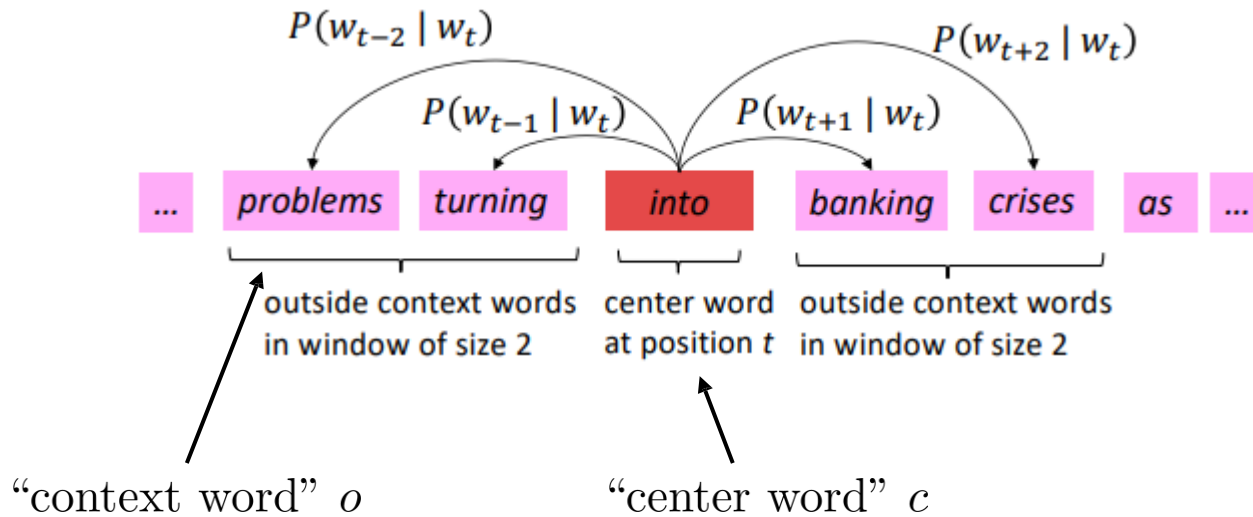 P(w_{t−2} | w_t)
P(w_{t+2} | w_t)
P(w_{t−1} | w_t)
P(w_{t+1} | w_t)
... problems turning into banking crises as ...
outside context words
in window of size 2
center word
at position t
outside context words
in window of size 2
“context word” o
“center word” c